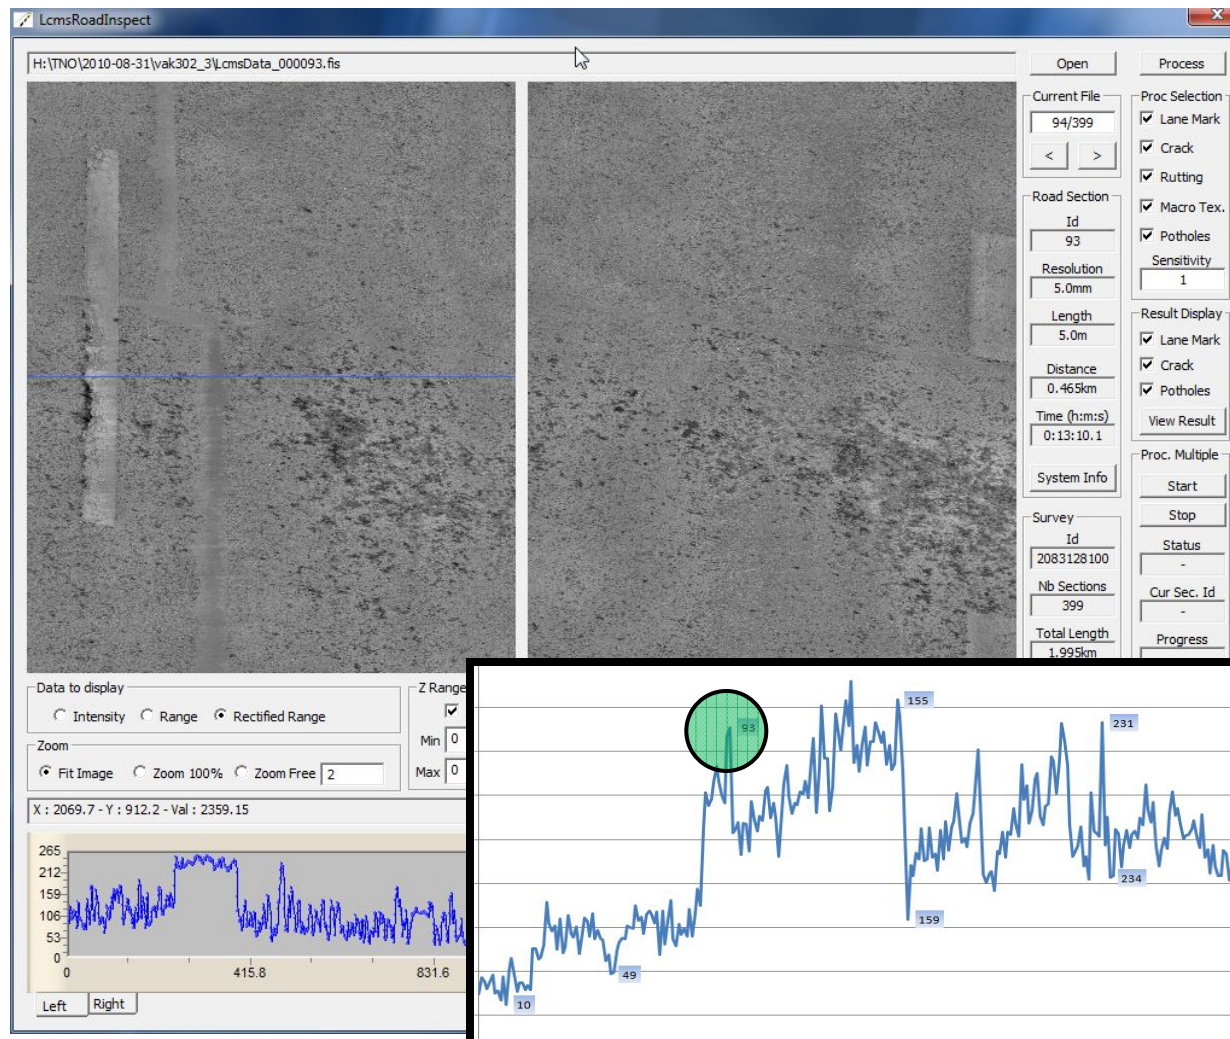 LcmsRoadInspect
H:\TNO\2010-08-31\vak302_3\LcmsData_000093.fis
Open
Process
Current File
94/399
<
>
Road Section
Id
93
Resolution
5.0mm
Length
5.0m
Distance
0.465km
Time (h:m:s)
0:13:10.1
System Info
Survey
Id
2083128100
Nb Sections
399
Total Length
1.995km
Proc Selection
Lane Mark
Crack
Rutting
Macro Tex.
Potholes
Sensitivity
1
Result Display
Lane Mark
Crack
Potholes
View Result
Proc. Multiple
Start
Stop
Status
-
Cur Sec. Id
-
Progress
Data to display
Intensity
Range
Rectified Range
Zoom
Fit Image
Zoom 100%
Zoom Free
2
Z Range
Min 0
Max 0
X : 2069.7 - Y : 912.2 - Val : 2359.15
265
212
159
106
53
0
0
415.8
831.6
Left
Right
10
49
93
155
159
231
234